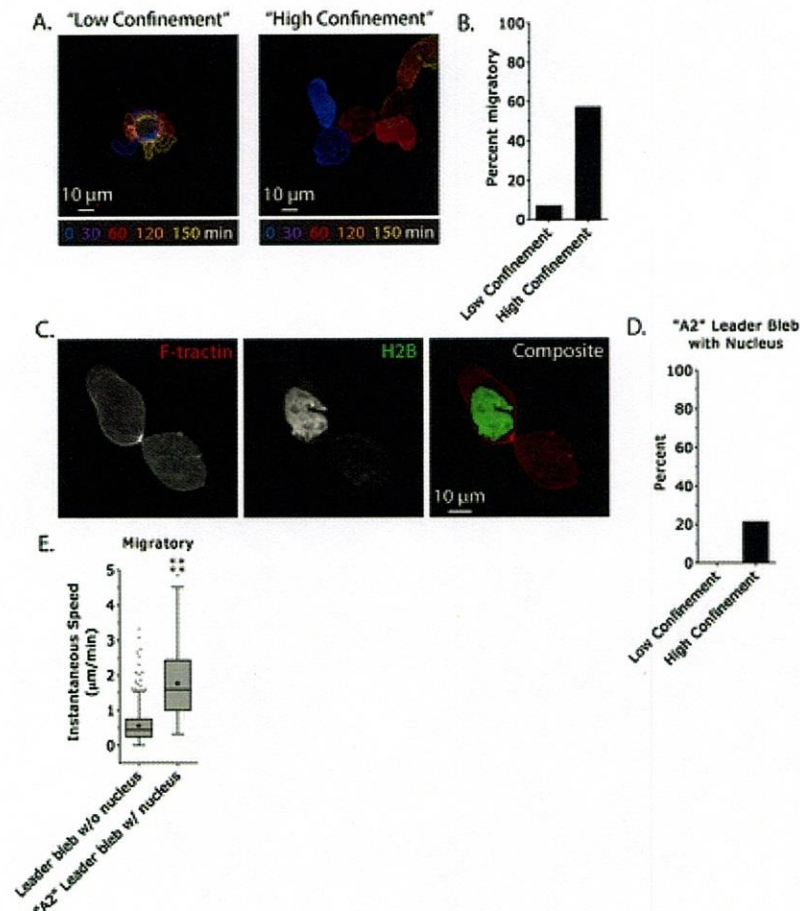 A.
"Low Confinement"
"High Confinement"
10 µm
10 µm
0 30 60 120 150 min
0 30 60 120 150 min
B.
Percent migratory
100
80
60
40
20
0
Low Confinement
High Confinement
C.
F-tractin
H2B
Composite
10 µm
D.
"A2" Leader Bleb
with Nucleus
Percent
100
80
60
40
20
0
Low Confinement
High Confinement
E.
Migratory
Instantaneous Speed
(µm/min)
5
4
3
2
1
0
Leader bleb w/o nucleus
"A2" Leader bleb w/ nucleus